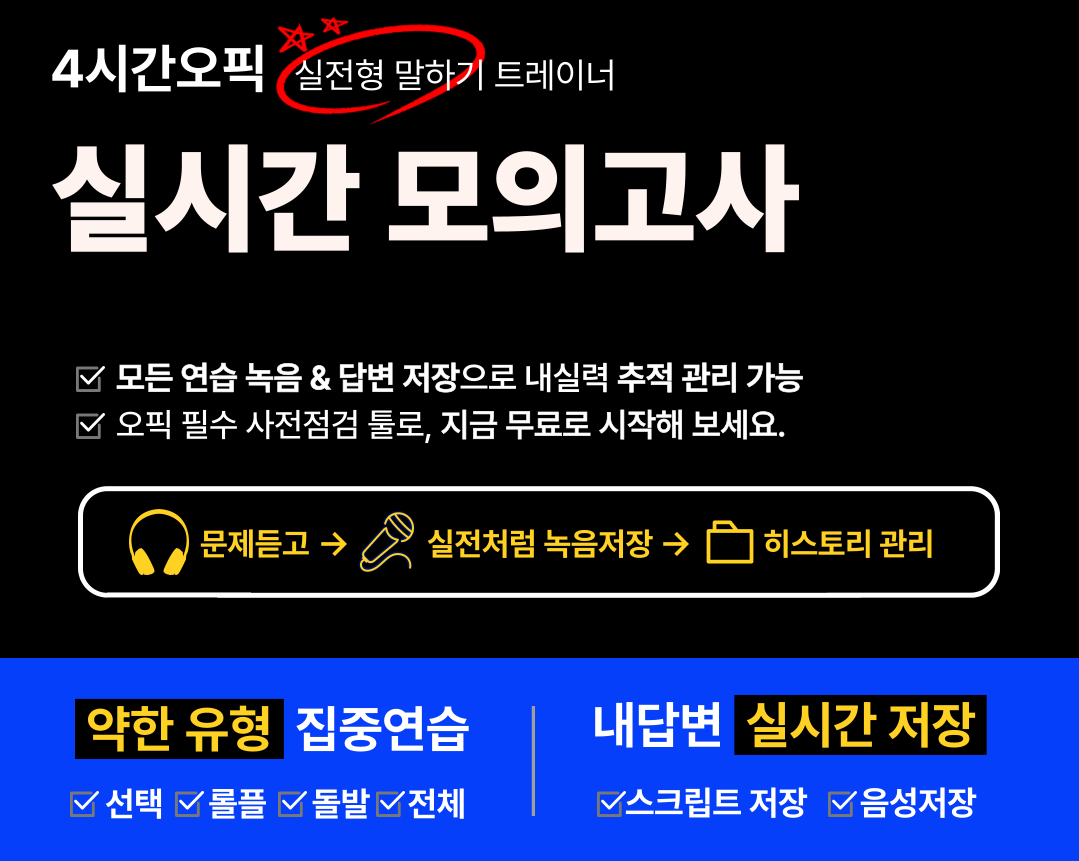 4시간오픽 실전형 말하기 트레이너
실시간 모의고사
모든 연습 녹음 & 답변 저장으로 내실력 추적 관리 가능
오픽 필수 사전점검 툴로, 지금 무료로 시작해 보세요.
문제듣고 → 실전처럼 녹음저장 → 히스토리 관리
약한 유형 집중연습
선택 롤플 돌발 전체
내답변 실시간 저장
스크립트 저장 음성저장